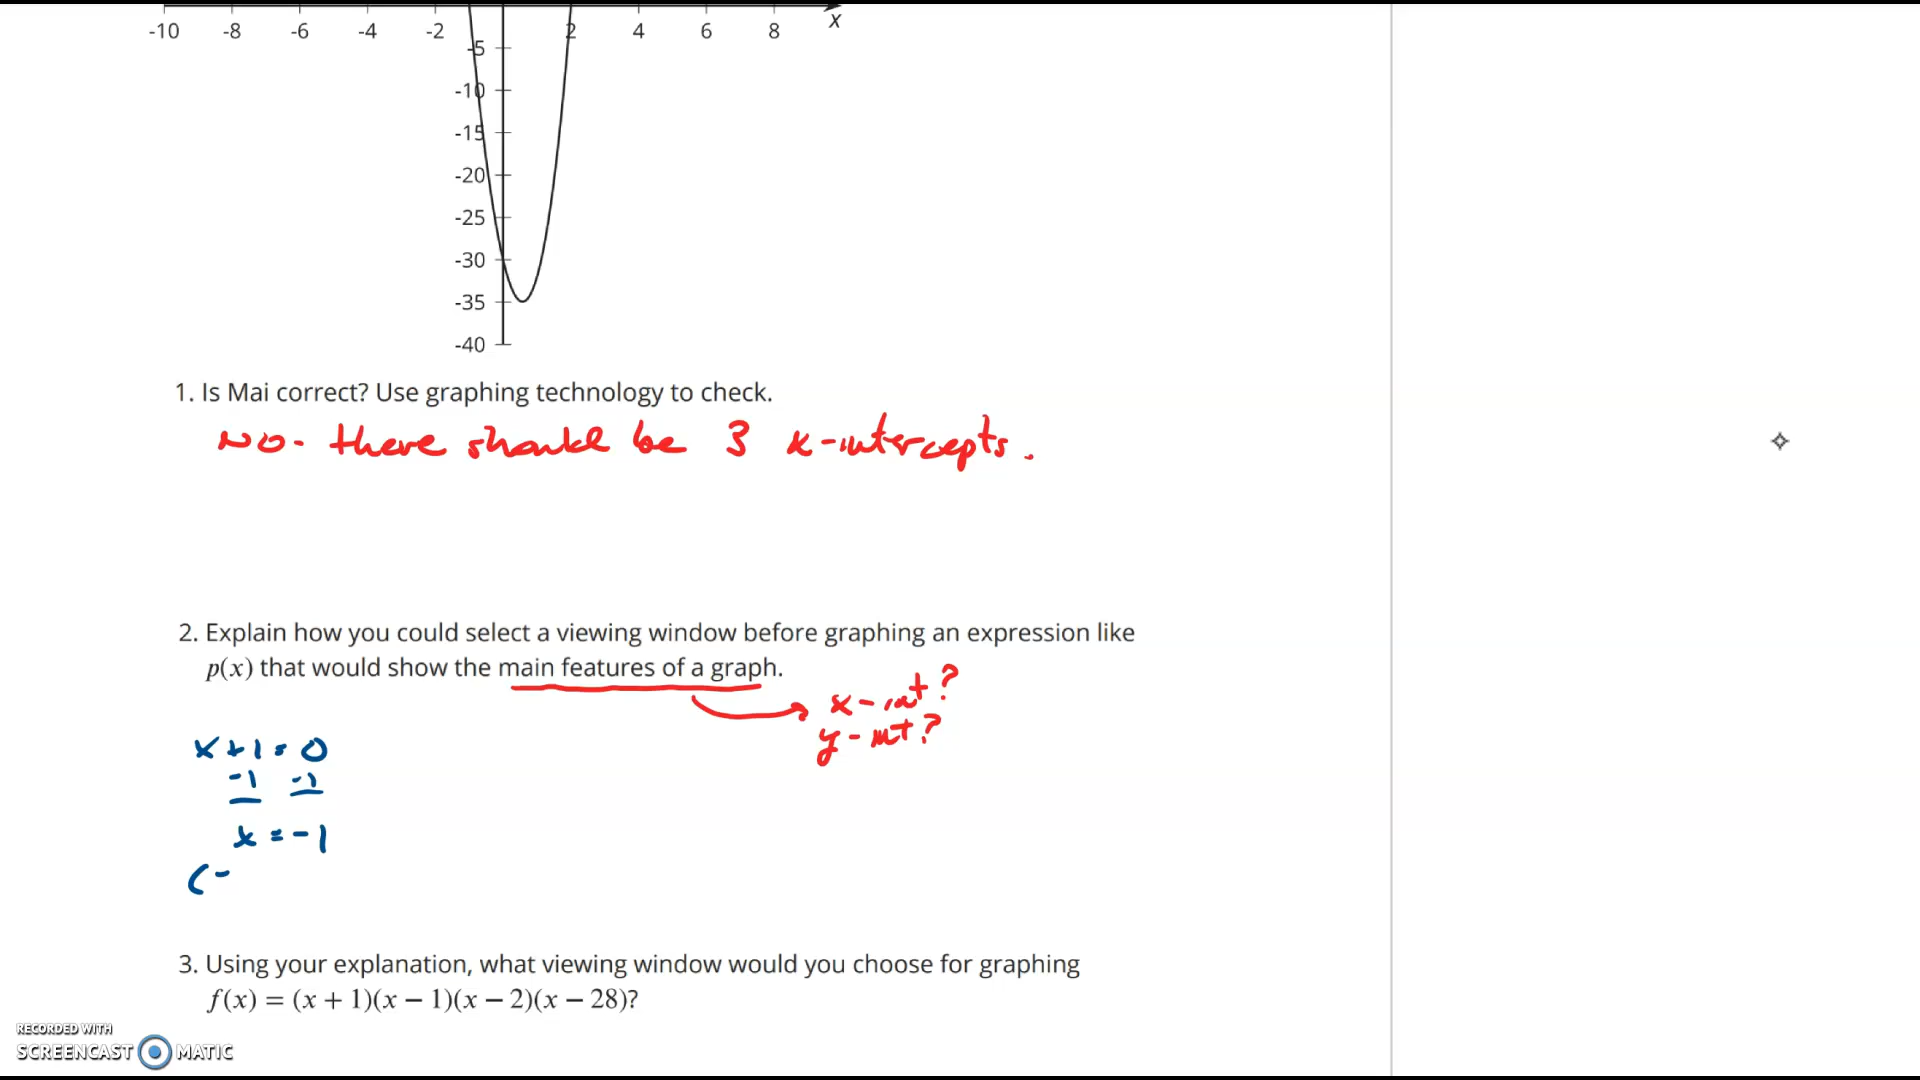 -10 -8 -6 -4 -2 2 4 6 8 x
-5
-10
-15
-20
-25
-30
-35
-40
1. Is Mai correct? Use graphing technology to check.
NO. there should be 3 x-intercepts.
2. Explain how you could select a viewing window before graphing an expression like
p(x) that would show the main features of a graph.
x-int?
y-int?
x+1=0
-1 -1
x=-1
(-
3. Using your explanation, what viewing window would you choose for graphing
f(x) = (x + 1)(x − 1)(x − 2)(x − 28)?
RECORDED WITH
SCREENCAST MATIC